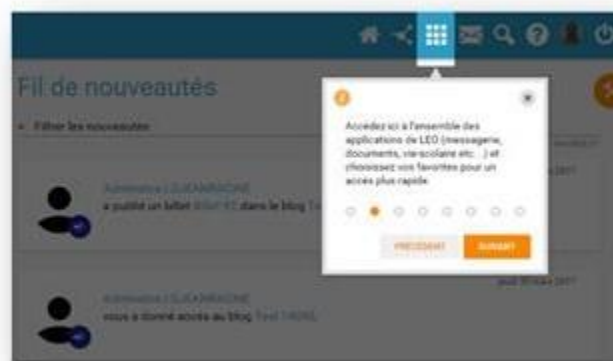 Fil de nouveautés
Filtrer les nouveautés
Accédez ici à l'ensemble des
applications de LEO (messagerie,
documents, vie-scolaire etc. ..) et
choisissez vos favorites pour un
accès plus rapide.
PRÉCÉDENT
SUIVANT
a publié un billet dans le blog
vous a donné accès au blog